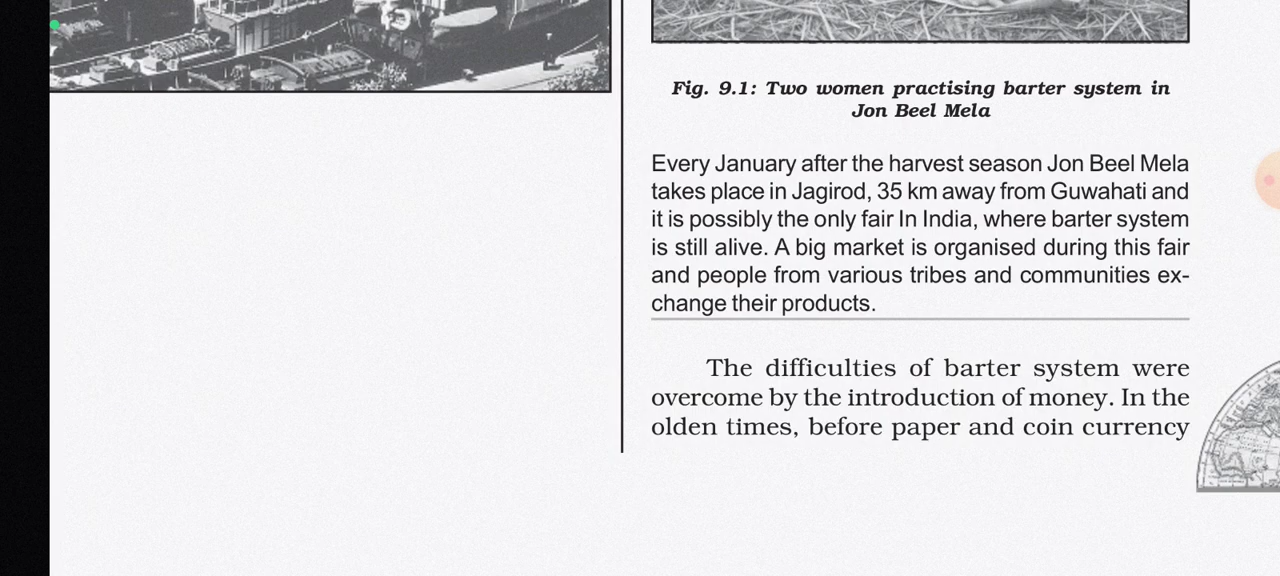 Fig. 9.1: Two women practising barter system in
Jon Beel Mela
Every January after the harvest season Jon Beel Mela
takes place in Jagirod, 35 km away from Guwahati and
it is possibly the only fair In India, where barter system
is still alive. A big market is organised during this fair
and people from various tribes and communities ex-
change their products.
The difficulties of barter system were
overcome by the introduction of money. In the
olden times, before paper and coin currency